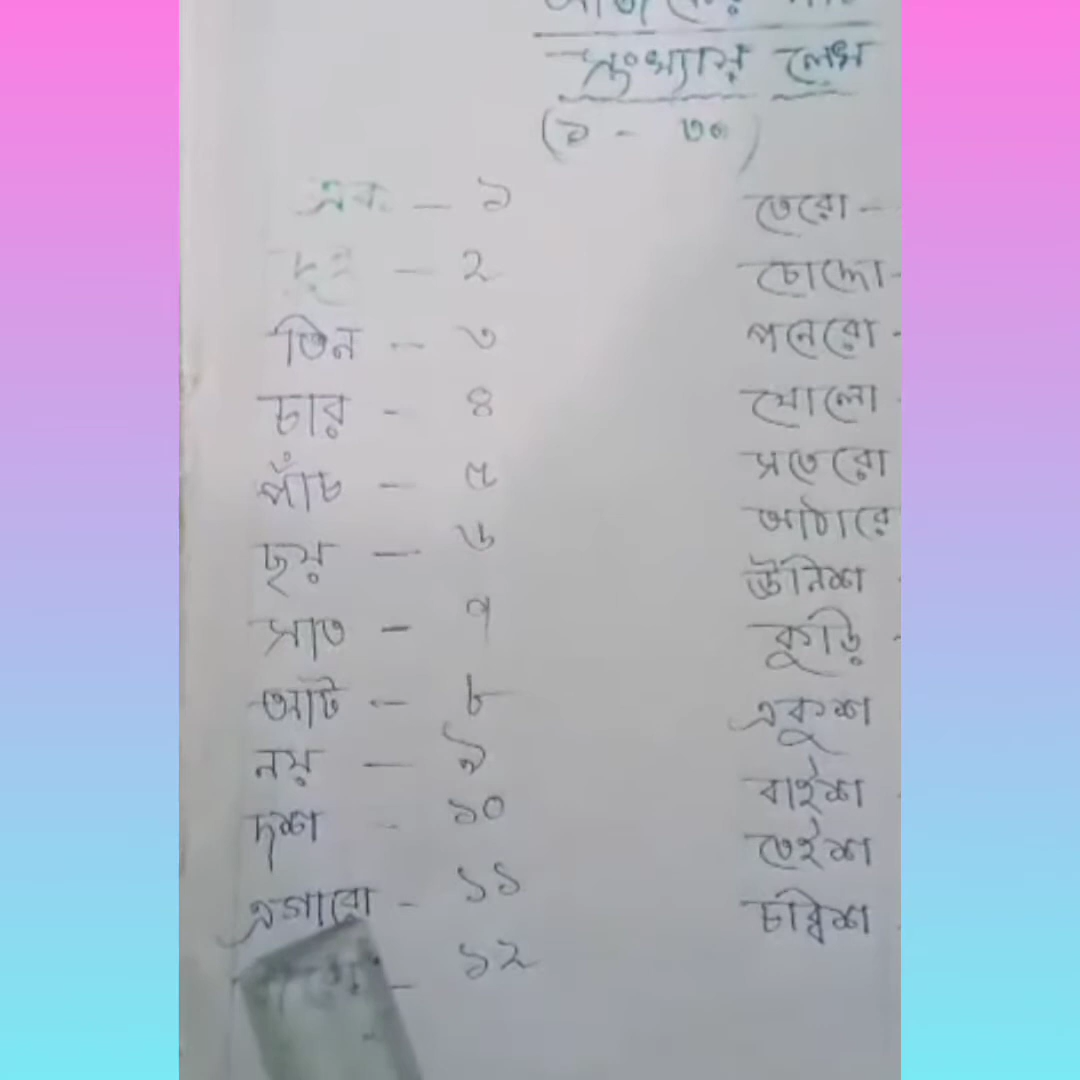 সংখ্যায় লেখ
(১ - ৩০)
এক — ১
দুই — ২
তিন — ৩
চার - ৪
পাঁচ — ৫
ছয় — ৬
সাত — ৭
আট — ৮
নয় — ৯
দশ - ১০
এগারো - ১১
— ১২
তেরো -
চোদ্দো -
পনেরো -
ষোলো -
সতেরো
আঠারো
ঊনিশ -
কুড়ি -
একুশ
বাইশ -
তেইশ
চব্বিশ -